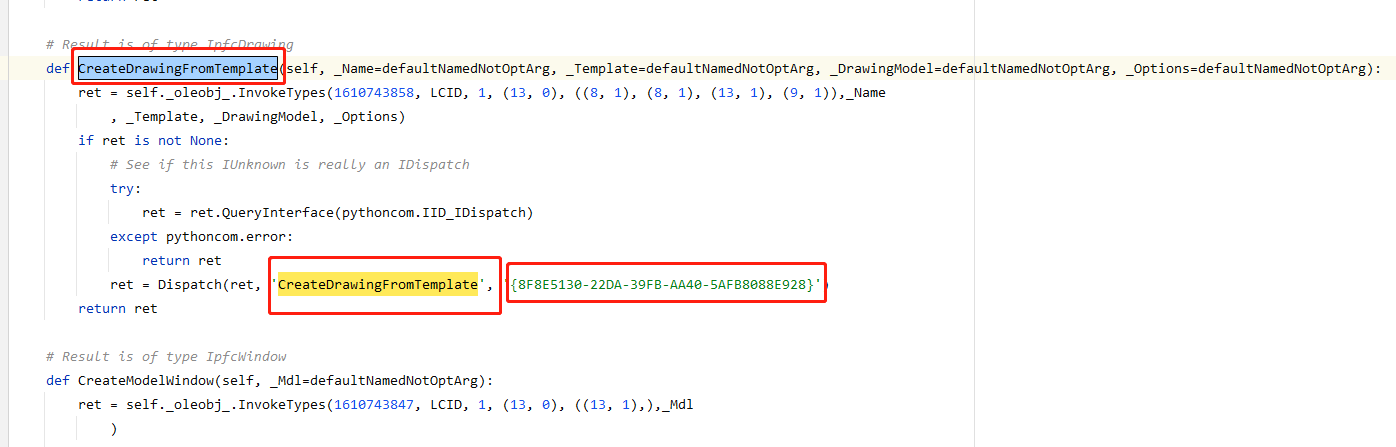 # Result is of type IpfcDrawing
def CreateDrawingFromTemplate(self, _Name=defaultNamedNotOptArg, _Template=defaultNamedNotOptArg, _DrawingModel=defaultNamedNotOptArg, _Options=defaultNamedNotOptArg):
ret = self._oleobj_.InvokeTypes(1610743858, LCID, 1, (13, 0), ((8, 1), (8, 1), (13, 1), (9, 1)),_Name
, _Template, _DrawingModel, _Options)
if ret is not None:
# See if this IUnknown is really an IDispatch
try:
ret = ret.QueryInterface(pythoncom.IID_IDispatch)
except pythoncom.error:
return ret
ret = Dispatch(ret, 'CreateDrawingFromTemplate', '{8F8E5130-22DA-39FB-AA40-5AFB8088E928}')
return ret
# Result is of type IpfcWindow
def CreateModelWindow(self, _Mdl=defaultNamedNotOptArg):
ret = self._oleobj_.InvokeTypes(1610743847, LCID, 1, (13, 0), ((13, 1),),_Mdl
)